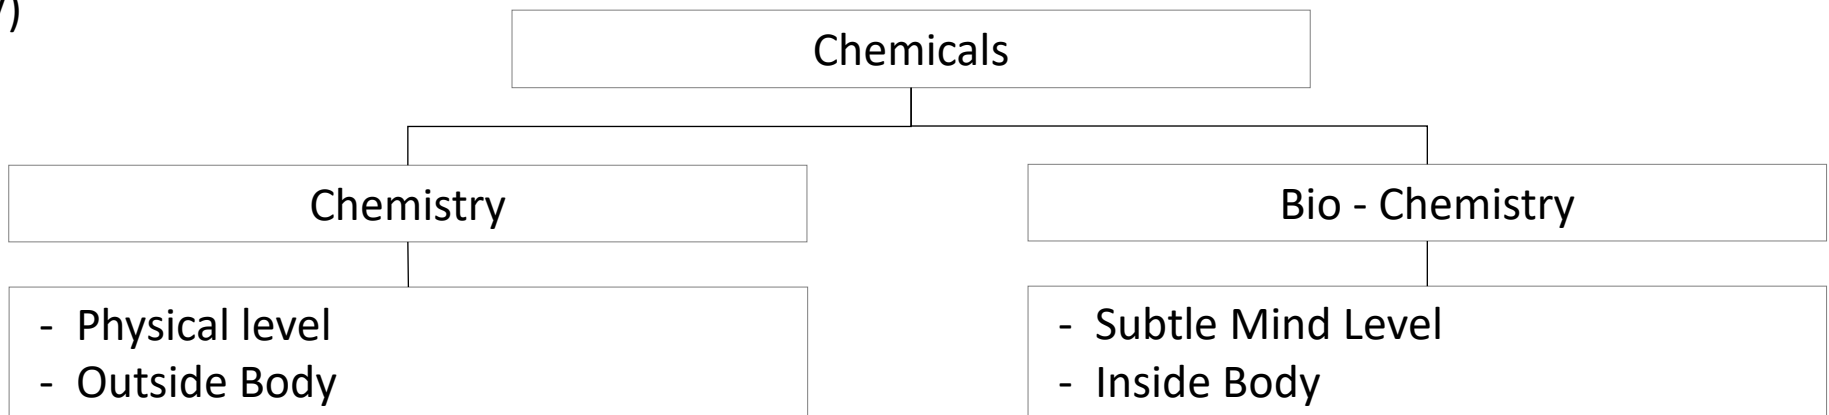 )
Chemicals
Chemistry
Bio - Chemistry
- Physical level
- Outside Body
- Subtle Mind Level
- Inside Body